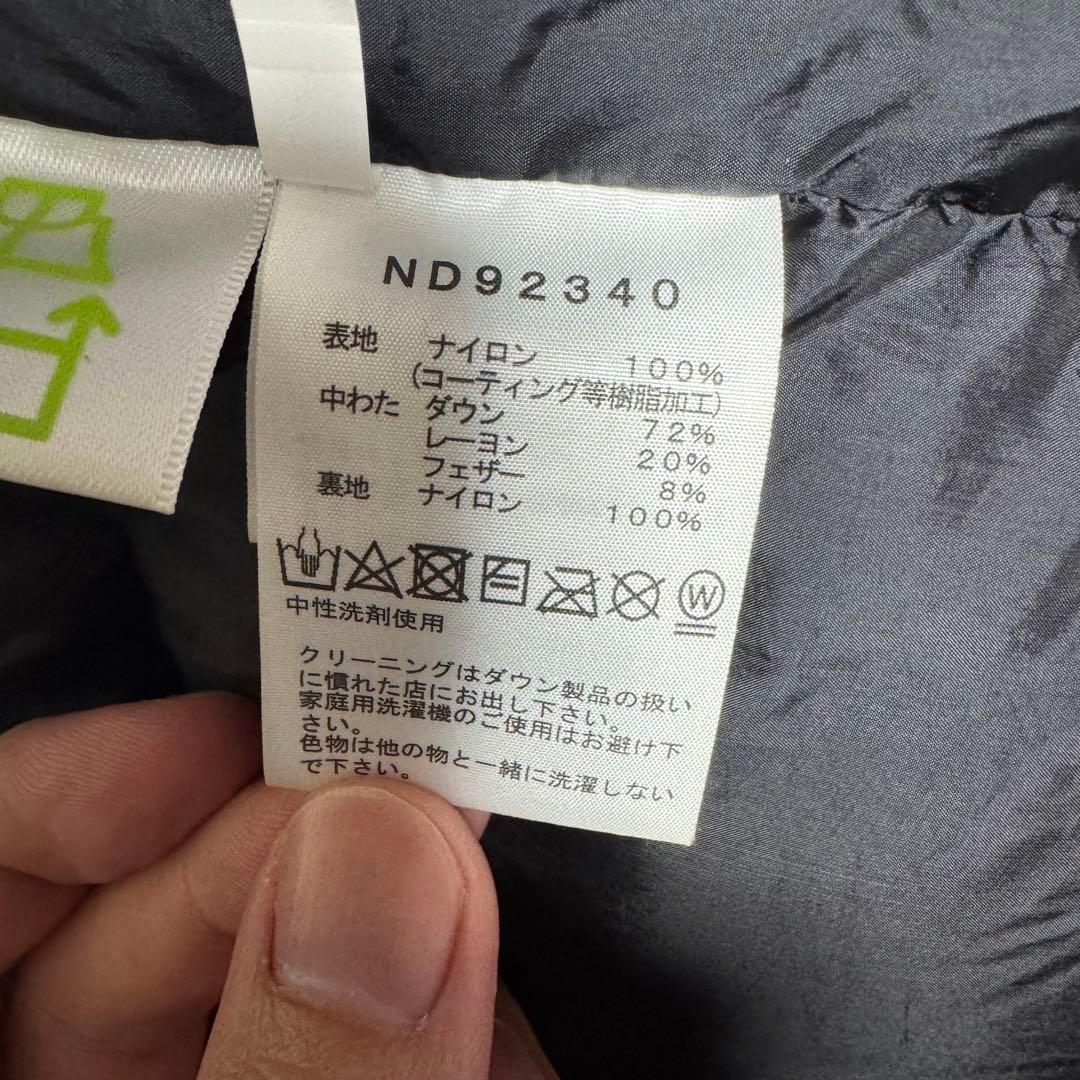 ND92340
表地 ナイロン 100%
(コーティング等樹脂加工)
中わた ダウン 72%
レーヨン 20%
フェザー 8%
裏地 ナイロン 100%
W
中性洗剤使用
クリーニングはダウン製品の扱い
に慣れた店にお出し下さい。
家庭用洗濯機のご使用はお避け下
さい。
色物は他の物と一緒に洗濯しない
で下さい。